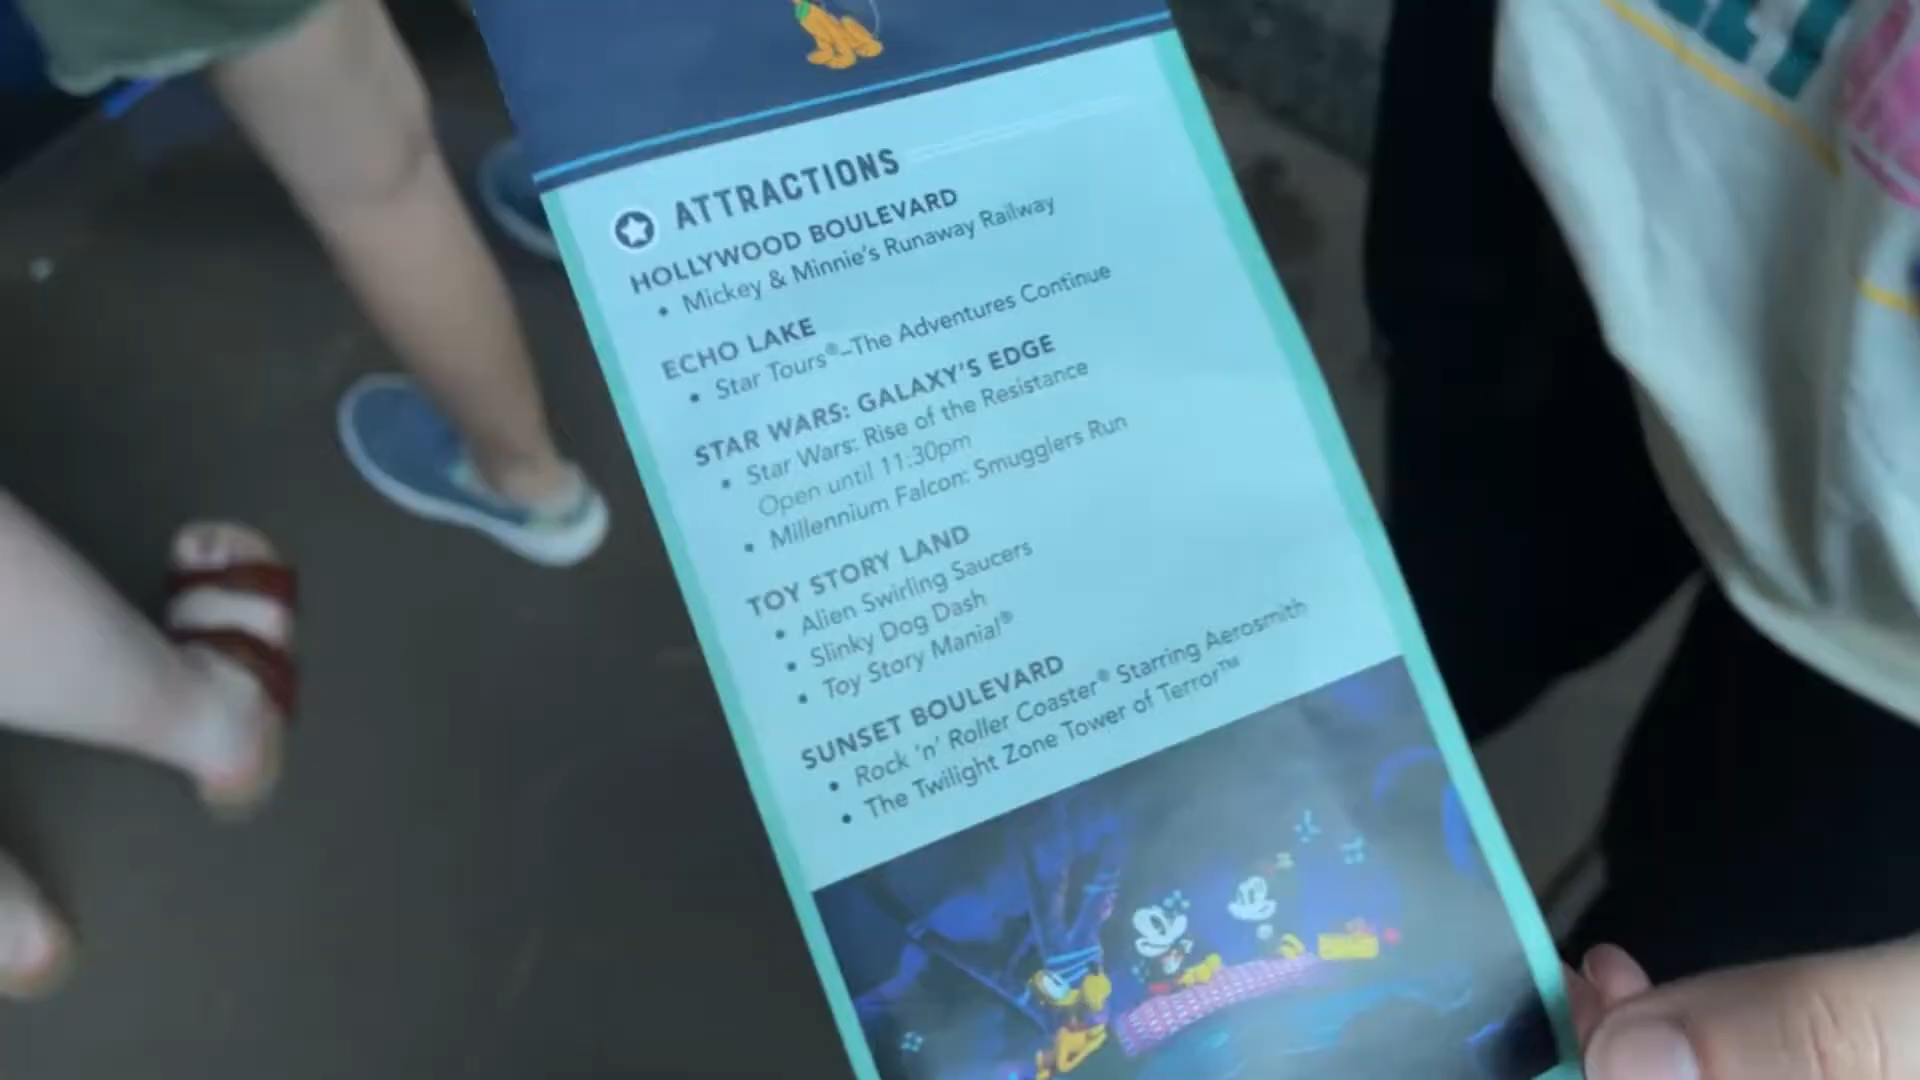 ATTRACTIONS
HOLLYWOOD BOULEVARD
• Mickey & Minnie's Runaway Railway
ECHO LAKE
• Star Tours®–The Adventures Continue
STAR WARS: GALAXY'S EDGE
• Star Wars: Rise of the Resistance
Open until 11:30pm
• Millennium Falcon: Smugglers Run
TOY STORY LAND
• Alien Swirling Saucers
• Slinky Dog Dash
• Toy Story Mania!®
SUNSET BOULEVARD
• Rock 'n' Roller Coaster® Starring Aerosmith
• The Twilight Zone Tower of Terror™